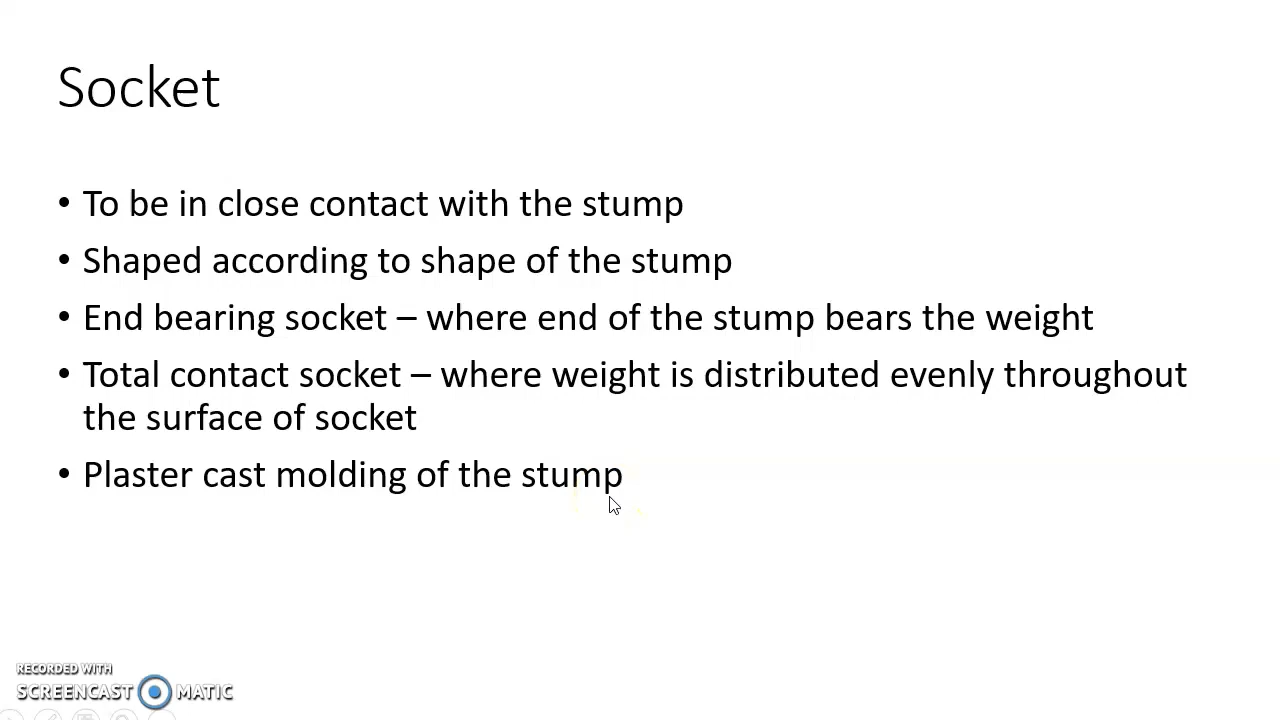 Socket
• To be in close contact with the stump
• Shaped according to shape of the stump
• End bearing socket – where end of the stump bears the weight
• Total contact socket – where weight is distributed evenly throughout
the surface of socket
• Plaster cast molding of the stump
RECORDED WITH
SCREENCAST MATIC